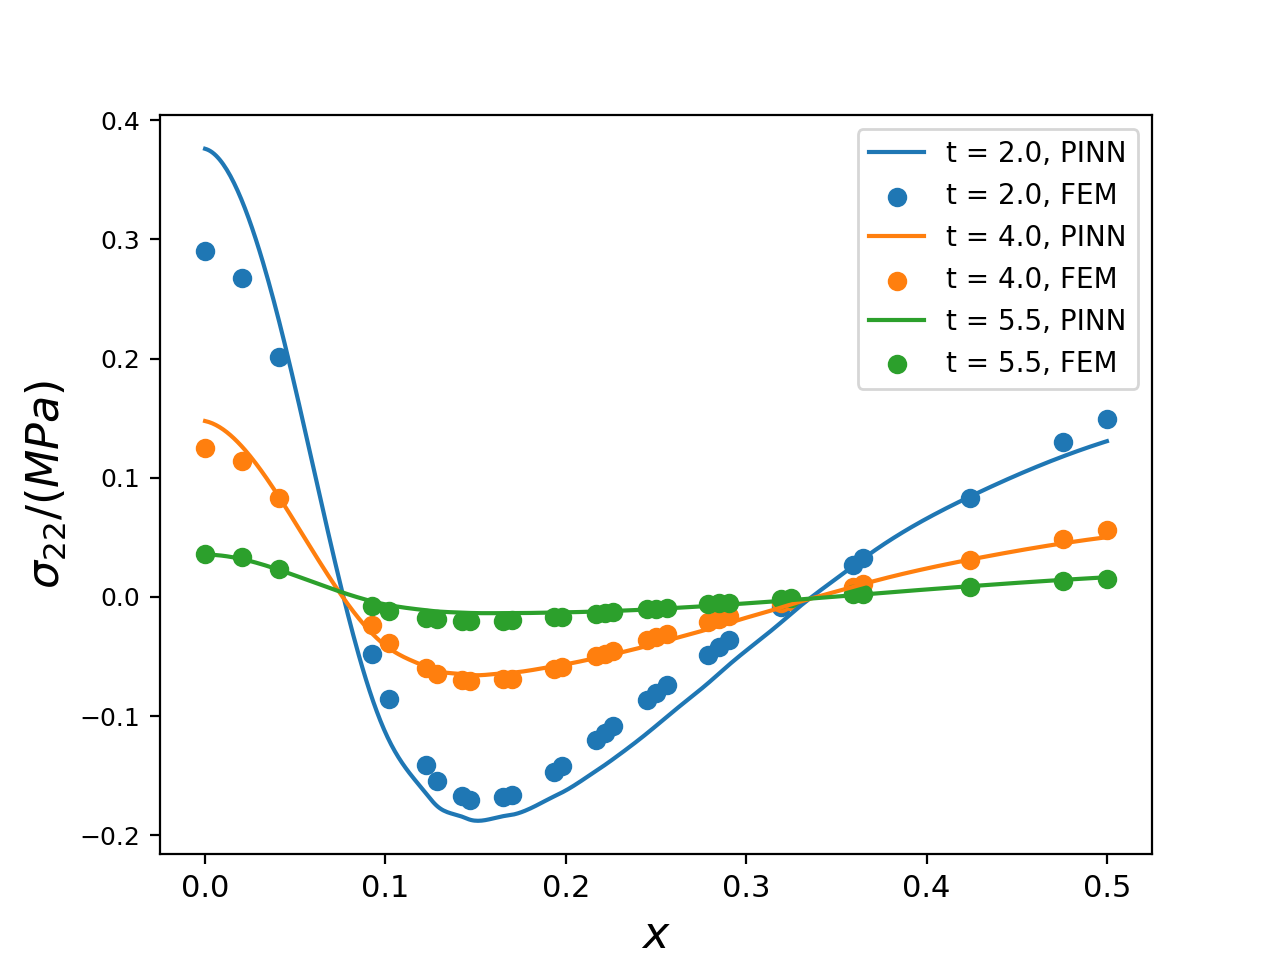 0.4
0.3
0.2
0.1
0.0
−0.1
−0.2
σ₂₂/(MPa)
t = 2.0, PINN
t = 2.0, FEM
t = 4.0, PINN
t = 4.0, FEM
t = 5.5, PINN
t = 5.5, FEM
0.0 0.1 0.2 0.3 0.4 0.5
x